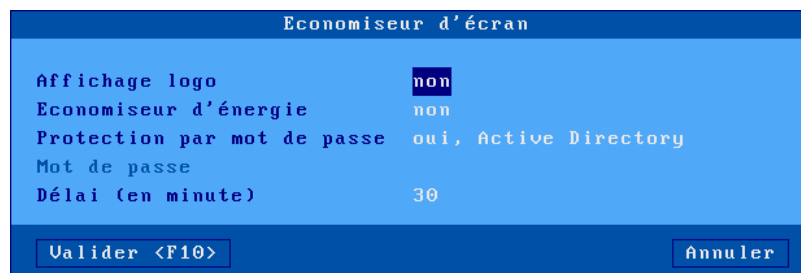 Economiseur d'écran
Affichage logo non
Economiseur d'énergie non
Protection par mot de passe oui, Active Directory
Mot de passe
Délai (en minute) 30
Valider <F10> Annuler